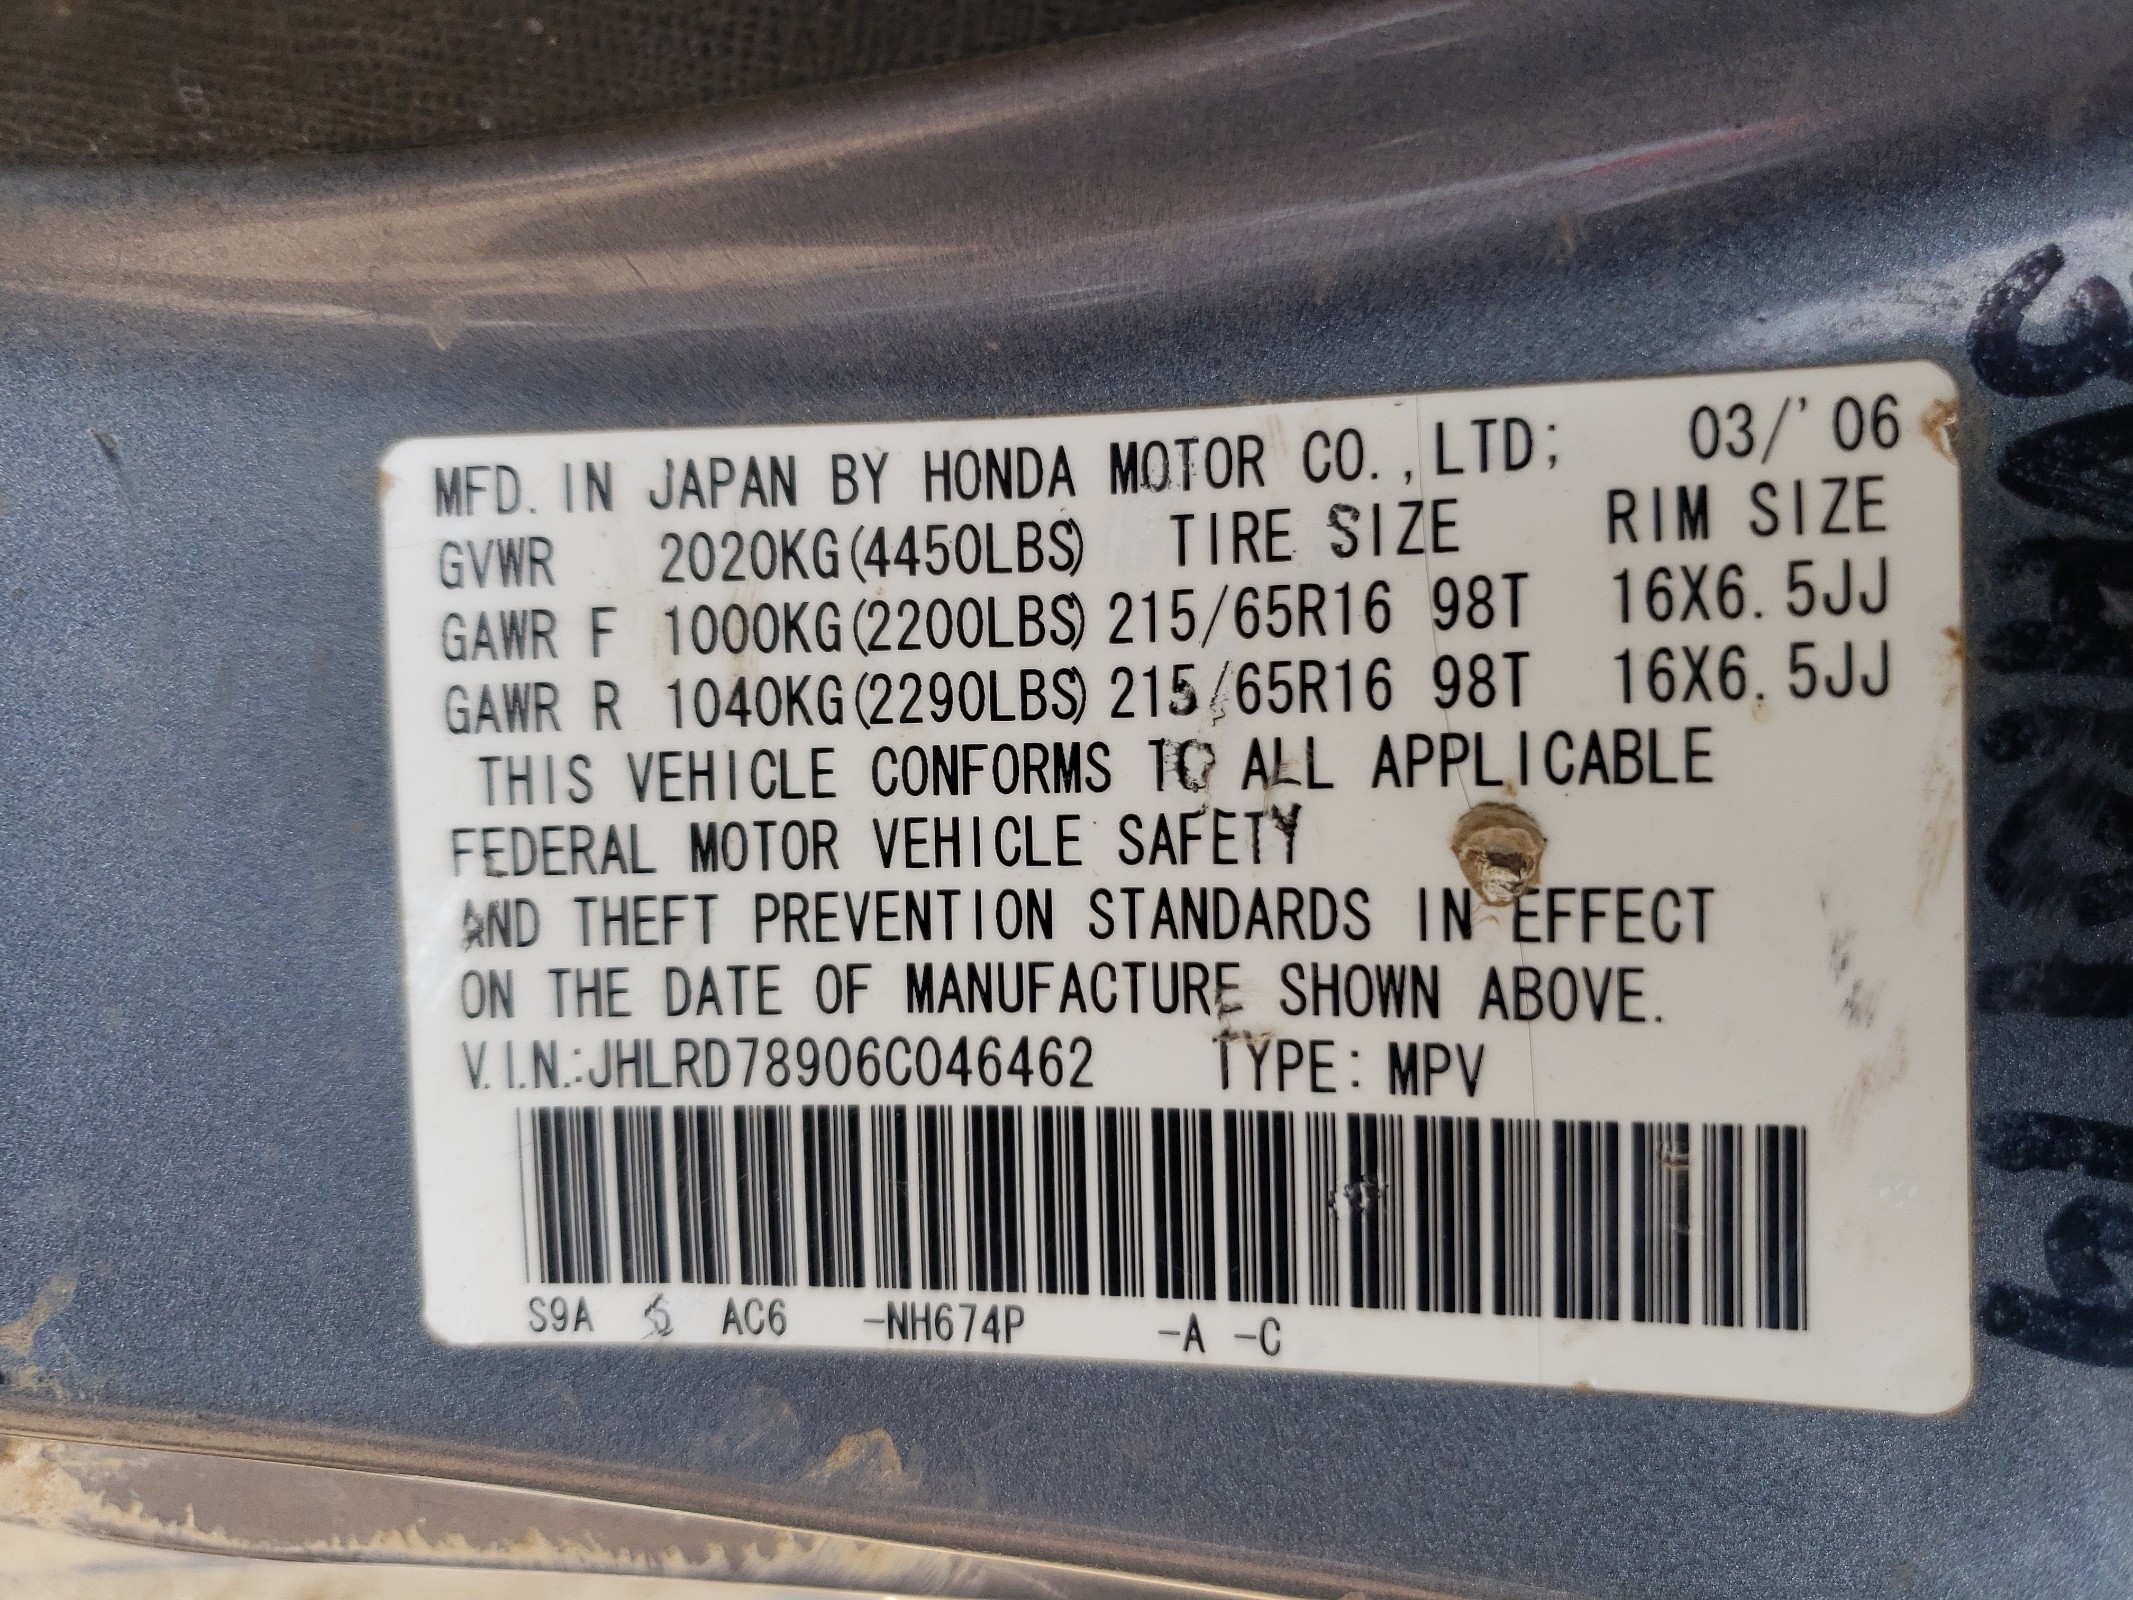 MFD. IN JAPAN BY HONDA MOTOR CO., LTD; 03/'06
GVWR 2020KG(4450LBS) TIRE SIZE RIM SIZE
GAWR F 1000KG(2200LBS) 215/65R16 98T 16X6.5JJ
GAWR R 1040KG(2290LBS) 215/65R16 98T 16X6.5JJ
THIS VEHICLE CONFORMS TO ALL APPLICABLE
FEDERAL MOTOR VEHICLE SAFETY
AND THEFT PREVENTION STANDARDS IN EFFECT
ON THE DATE OF MANUFACTURE SHOWN ABOVE.
V.I.N.:JHLRD78906C046462 TYPE: MPV
S9A AC6 -NH674P -A -C